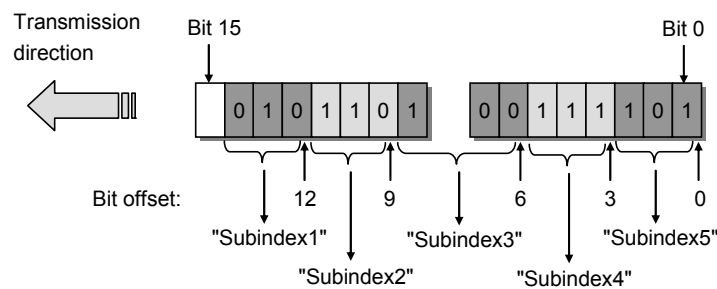 Transmission
direction
Bit 15
Bit 0
0 1 0 1 1 0 1 0 0 1 1 1 1 0 1
Bit offset: 12 9 6 3 0
"Subindex1" "Subindex3" "Subindex5"
"Subindex2" "Subindex4"